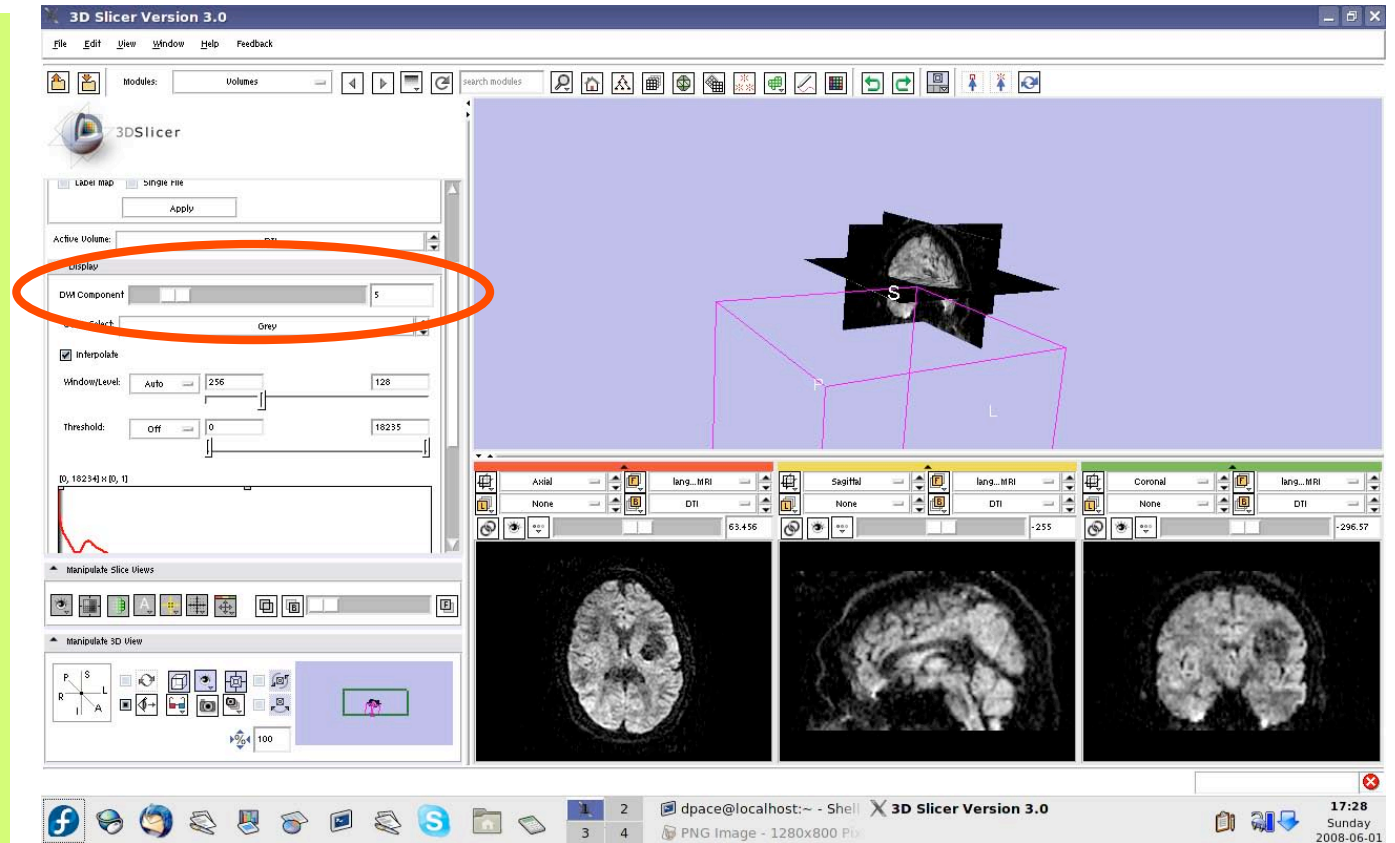 3D Slicer Version 3.0
File Edit View Window Help Feedback
Modules: Volumes search modules
3DSlicer
Label Map Single File
Apply
Active Volume: DTI
Display
DWI Component 5
Select: Grey
Interpolate
Window/Level: Auto 256 128
Threshold: Off 0 18235
[0, 18234] x [0, 1]
Manipulate Slice Views
A B F
Manipulate 3D View
P S
R L
I A
% 100
S
P
L
Axial F lang...MRI
L None B DTI
63.456
Sagittal F lang...MRI
L None B DTI
-255
Coronal F lang...MRI
L None B DTI
-296.57
1 2
3 4
dpace@localhost:~ - Shell
PNG Image - 1280x800
3D Slicer Version 3.0
17:28
Sunday
2008-06-01